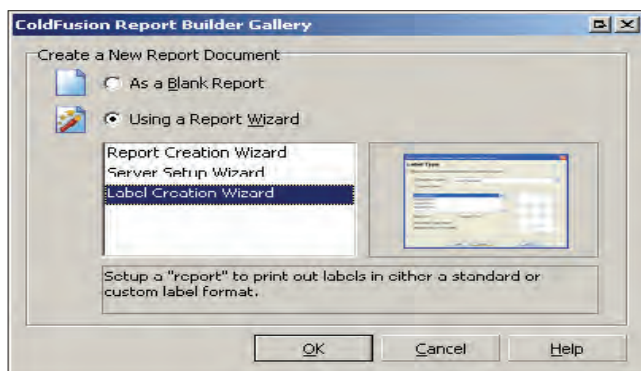 ColdFusion Report Builder Gallery
Create a New Report Document
As a Blank Report
Using a Report Wizard
Report Creation Wizard
Server Setup Wizard
Label Creation Wizard
Label Type
Setup a "report" to print out labels in either a standard or
custom label format.
OK
Cancel
Help